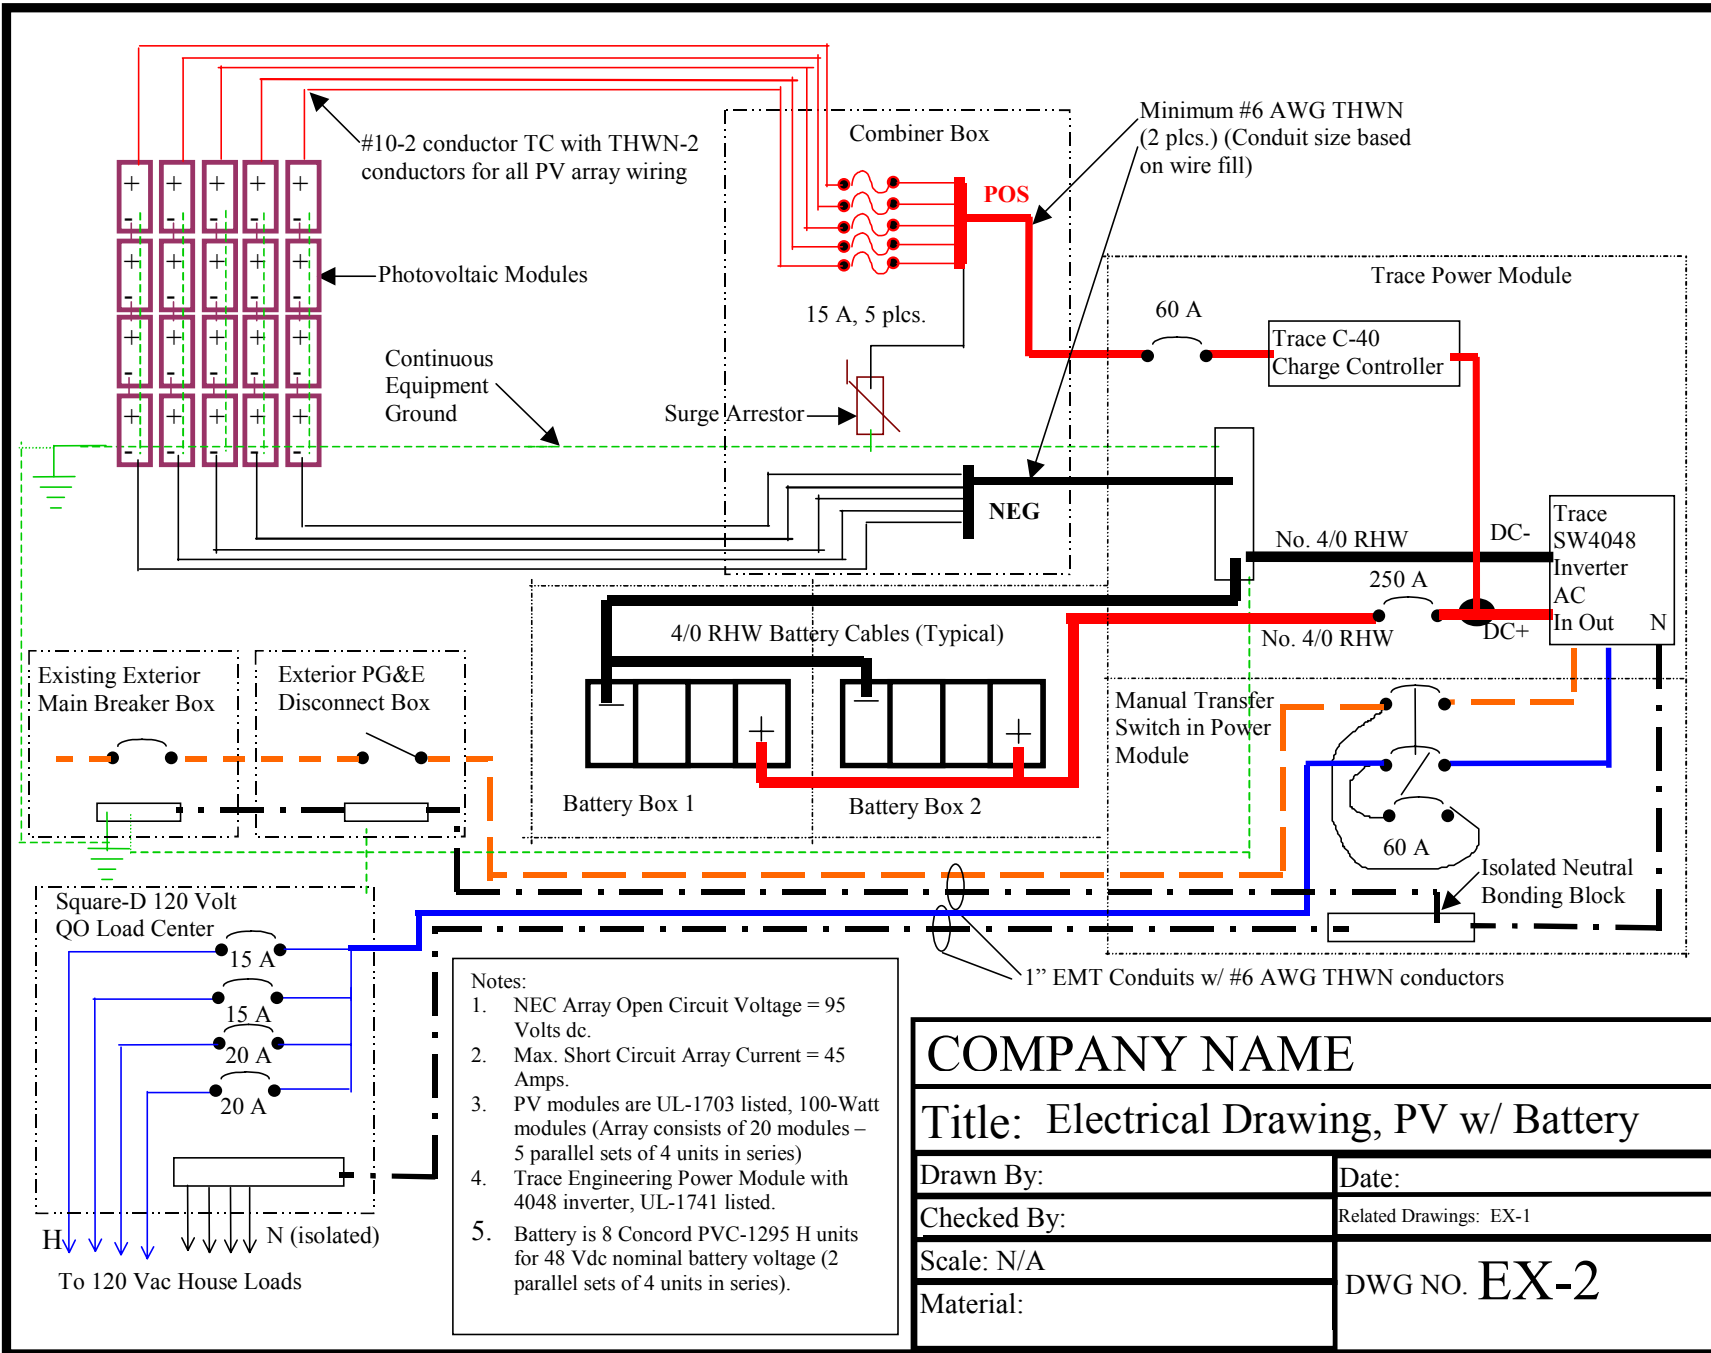 #10-2 conductor TC with THWN-2
conductors for all PV array wiring
Combiner Box
Minimum #6 AWG THWN
(2 plcs.) (Conduit size based
on wire fill)
POS
Photovoltaic Modules
Trace Power Module
15 A, 5 plcs.
60 A
Trace C-40
Charge Controller
Continuous
Equipment
Ground
Surge Arrestor
NEG
No. 4/0 RHW
DC-
Trace
SW4048
Inverter
AC
In Out N
250 A
No. 4/0 RHW
DC+
4/0 RHW Battery Cables (Typical)
Existing Exterior
Main Breaker Box
Exterior PG&E
Disconnect Box
Manual Transfer
Switch in Power
Module
Battery Box 1
Battery Box 2
60 A
Isolated Neutral
Bonding Block
Square-D 120 Volt
QO Load Center
15 A
15 A
20 A
20 A
1” EMT Conduits w/ #6 AWG THWN conductors
H
N (isolated)
To 120 Vac House Loads
Notes:
1. NEC Array Open Circuit Voltage = 95
Volts dc.
2. Max. Short Circuit Array Current = 45
Amps.
3. PV modules are UL-1703 listed, 100-Watt
modules (Array consists of 20 modules –
5 parallel sets of 4 units in series)
4. Trace Engineering Power Module with
4048 inverter, UL-1741 listed.
5. Battery is 8 Concord PVC-1295 H units
for 48 Vdc nominal battery voltage (2
parallel sets of 4 units in series).
COMPANY NAME
Title: Electrical Drawing, PV w/ Battery
Drawn By:
Date:
Checked By:
Related Drawings: EX-1
Scale: N/A
DWG NO. EX-2
Material: